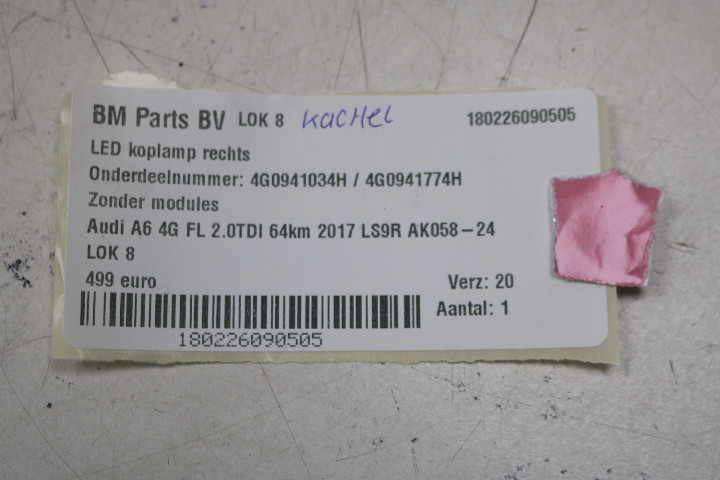 BM Parts BV LOK 8 Kachel 180226090505
LED koplamp rechts
Onderdeelnummer: 4G0941034H / 4G0941774H
Zonder modules
Audi A6 4G FL 2.0TDI 64km 2017 LS9R AK058-24
LOK 8
499 euro Verz: 20
Aantal: 1
180226090505